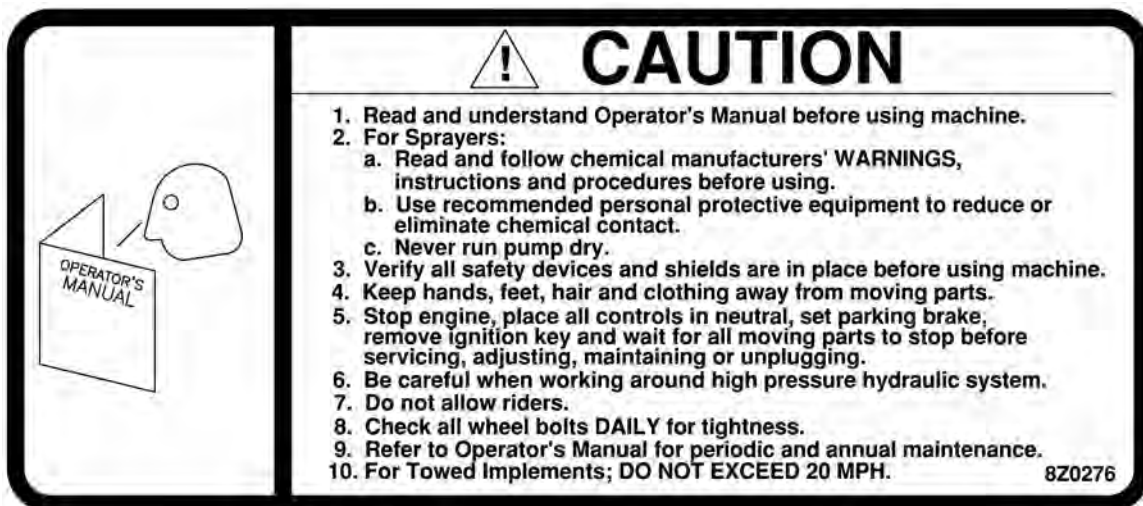 OPERATOR'S
MANUAL
! CAUTION
1. Read and understand Operator's Manual before using machine.
2. For Sprayers:
a. Read and follow chemical manufacturers' WARNINGS,
instructions and procedures before using.
b. Use recommended personal protective equipment to reduce or
eliminate chemical contact.
c. Never run pump dry.
3. Verify all safety devices and shields are in place before using machine.
4. Keep hands, feet, hair and clothing away from moving parts.
5. Stop engine, place all controls in neutral, set parking brake,
remove ignition key and wait for all moving parts to stop before
servicing, adjusting, maintaining or unplugging.
6. Be careful when working around high pressure hydraulic system.
7. Do not allow riders.
8. Check all wheel bolts DAILY for tightness.
9. Refer to Operator's Manual for periodic and annual maintenance.
10. For Towed Implements; DO NOT EXCEED 20 MPH. 8Z0276